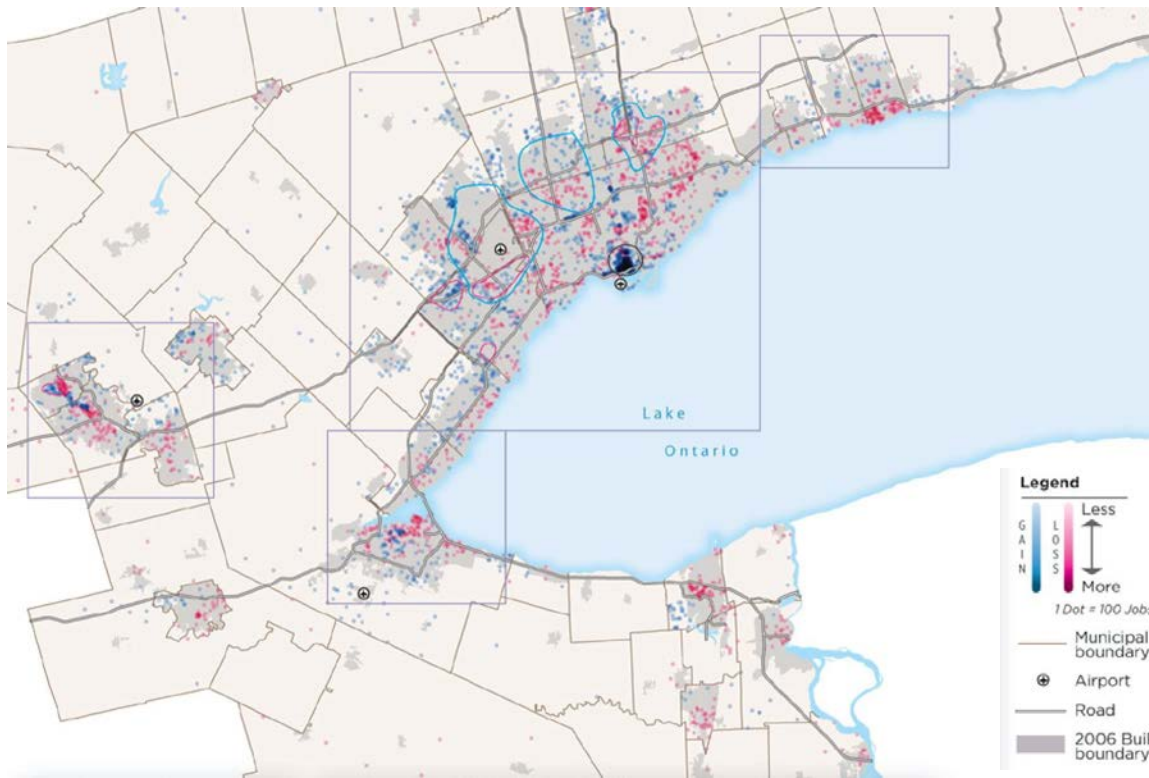 Lake
Ontario
Legend
GAIN
LOSS
Less
More
1 Dot = 100 Jobs
Municipal
boundary
Airport
Road
2006 Buil
boundary